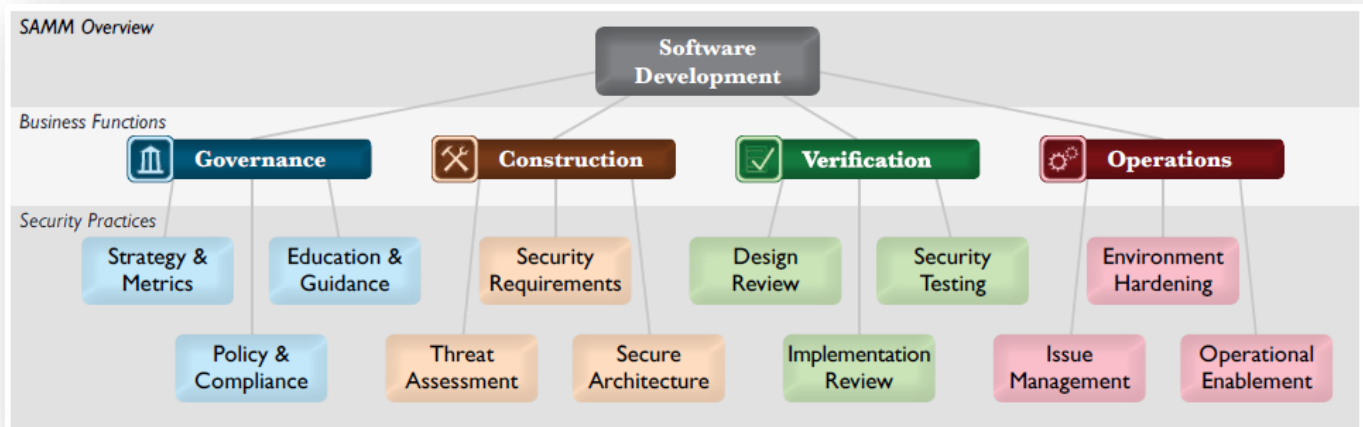 SAMM Overview
Software
Development
Business Functions
Governance
Construction
Verification
Operations
Security Practices
Strategy &
Metrics
Education &
Guidance
Security
Requirements
Design
Review
Security
Testing
Environment
Hardening
Policy &
Compliance
Threat
Assessment
Secure
Architecture
Implementation
Review
Issue
Management
Operational
Enablement